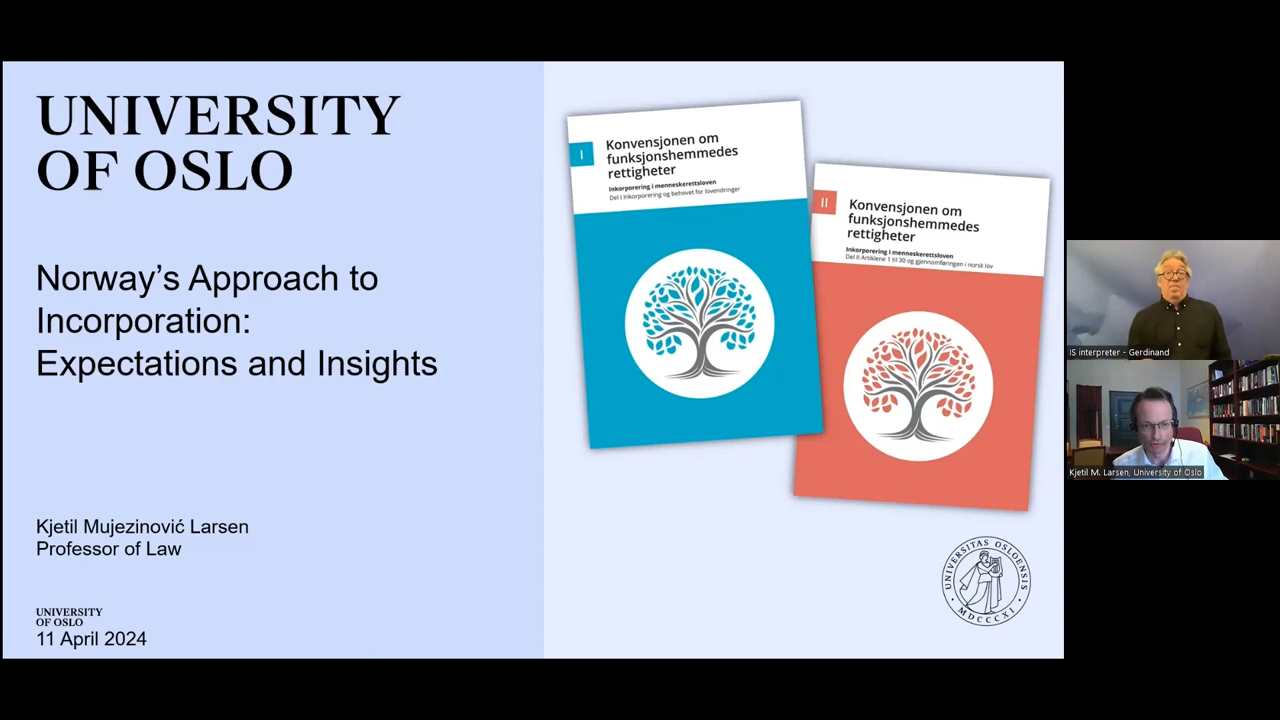 UNIVERSITY
OF OSLO
Norway's Approach to
Incorporation:
Expectations and Insights
Kjetil Mujezinović Larsen
Professor of Law
UNIVERSITY
OF OSLO
11 April 2024
I
Konvensjonen om
funksjonshemmedes
rettigheter
Inkorporering i menneskerettsloven
Del I Inkorporering og behovet for lovendringer
II
Konvensjonen om
funksjonshemmedes
rettigheter
Inkorporering i menneskerettsloven
Del II Artiklene 1 til 30 og gjennomføringen i norsk lov
UNIVERSITAS OSLOENSIS
MDCCCXI
IS interpreter - Gerdinand
Kjetil M. Larsen, University of Oslo